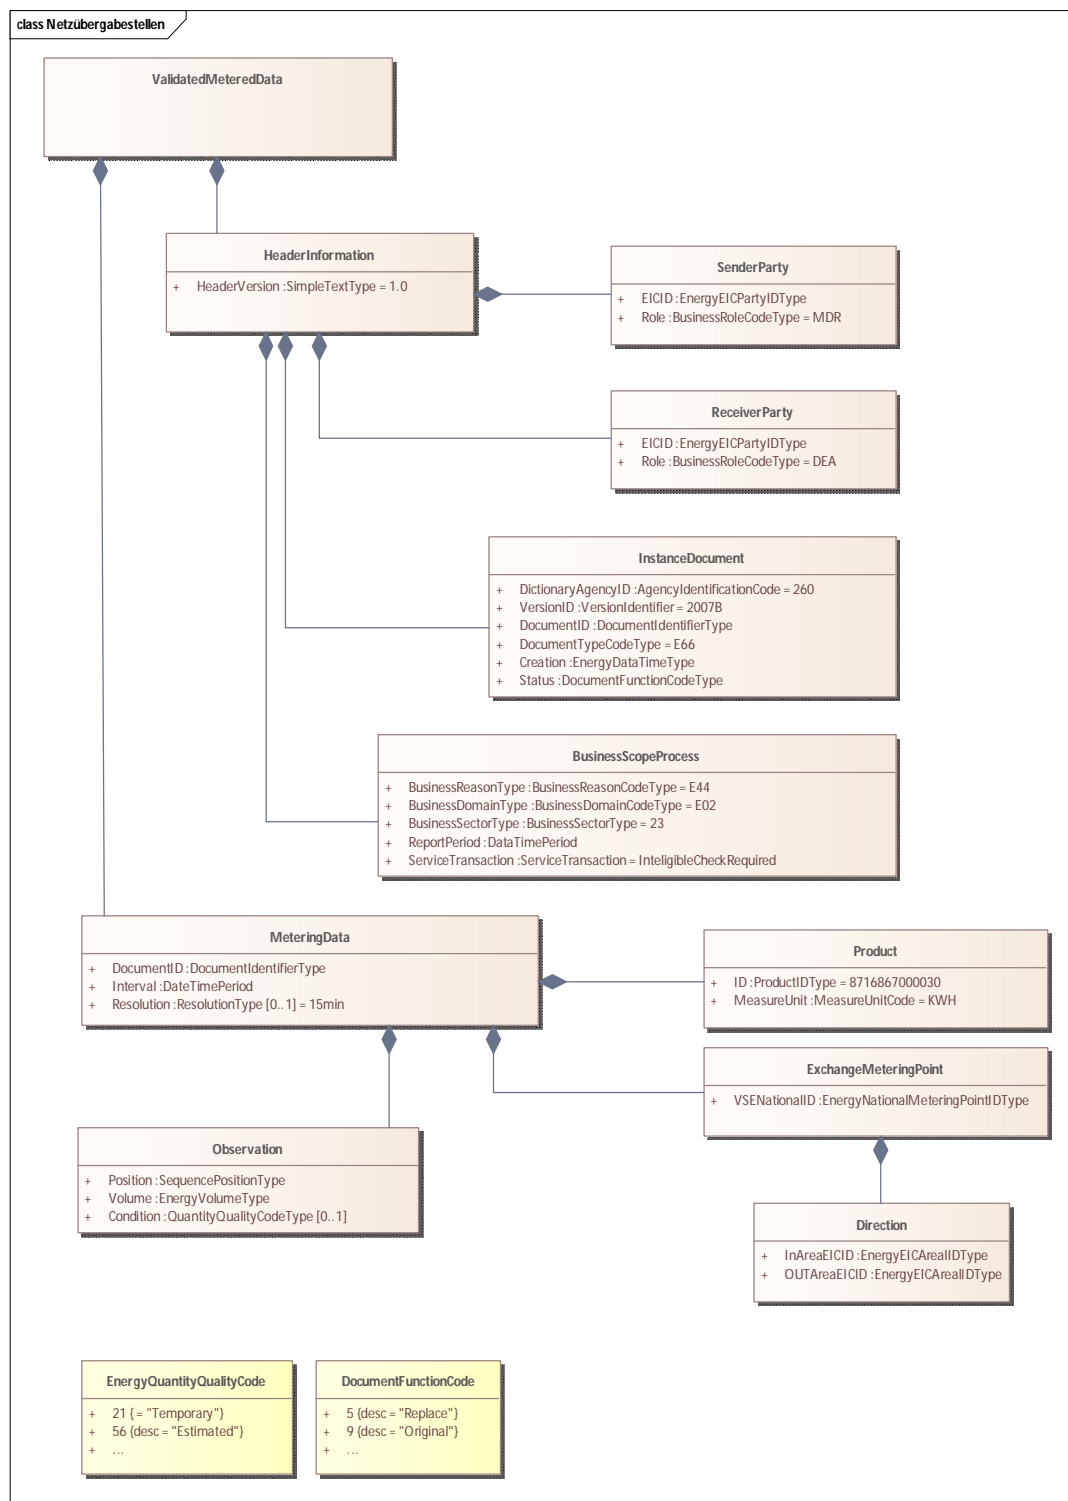 class Netzübergabestellen
ValidatedMeteredData
HeaderInformation
+ HeaderVersion :SimpleTextType = 1.0
SenderParty
+ EICID :EnergyEICPartyIDType
+ Role :BusinessRoleCodeType = MDR
ReceiverParty
+ EICID :EnergyEICPartyIDType
+ Role :BusinessRoleCodeType = DEA
InstanceDocument
+ DictionaryAgencyID :AgencyIdentificationCode = 260
+ VersionID :VersionIdentifier = 2007B
+ DocumentID :DocumentIdentifierType
+ DocumentTypeCodeType = E66
+ Creation :EnergyDataTimeType
+ Status :DocumentFunctionCodeType
BusinessScopeProcess
+ BusinessReasonType :BusinessReasonCodeType = E44
+ BusinessDomainType :BusinessDomainCodeType = E02
+ BusinessSectorType :BusinessSectorType = 23
+ ReportPeriod :DataTimePeriod
+ ServiceTransaction :ServiceTransaction = InteligibleCheckRequired
MeteringData
+ DocumentID :DocumentIdentifierType
+ Interval :DateTimePeriod
+ Resolution :ResolutionType [0..1] = 15min
Product
+ ID :ProductIDType = 8716867000030
+ MeasureUnit :MeasureUnitCode = KWH
ExchangeMeteringPoint
+ VSENationalID :EnergyNationalMeteringPointIDType
Observation
+ Position :SequencePositionType
+ Volume :EnergyVolumeType
+ Condition :QuantityQualityCodeType [0..1]
Direction
+ InAreaEICID :EnergyEICAreaIIDType
+ OUTAreaEICID :EnergyEICAreaIIDType
EnergyQuantityQualityCode
+ 21 { = "Temporary"}
+ 56 {desc = "Estimated"}
+ ...
DocumentFunctionCode
+ 5 {desc = "Replace"}
+ 9 {desc = "Original"}
+ ...